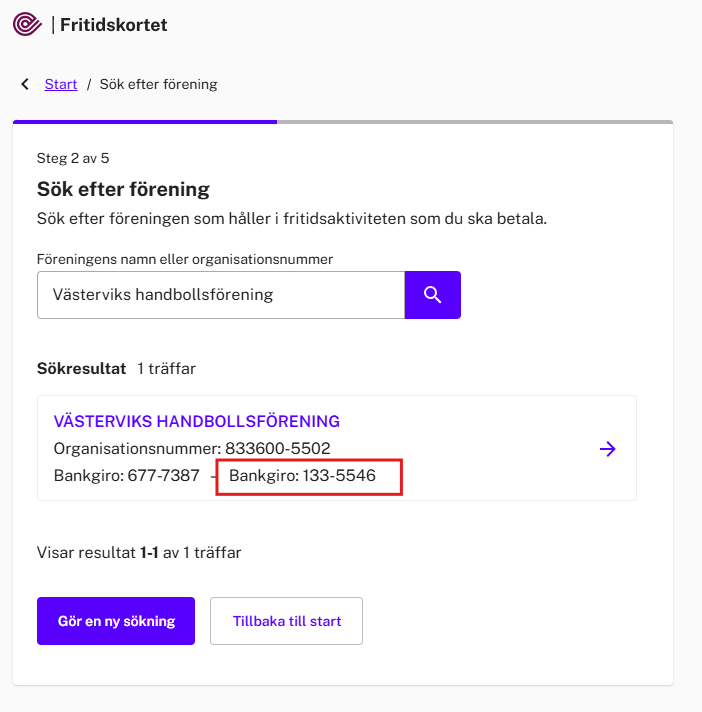 | Fritidskortet
Start / Sök efter förening
Steg 2 av 5
Sök efter förening
Sök efter föreningen som håller i fritidsaktiviteten som du ska betala.
Föreningens namn eller organisationsnummer
Västerviks handbollsförening
Sökresultat 1 träffar
VÄSTERVIKS HANDBOLLSFÖRENING
Organisationsnummer: 833600-5502
Bankgiro: 677-7387 - Bankgiro: 133-5546
Visar resultat 1-1 av 1 träffar
Gör en ny sökning Tillbaka till start